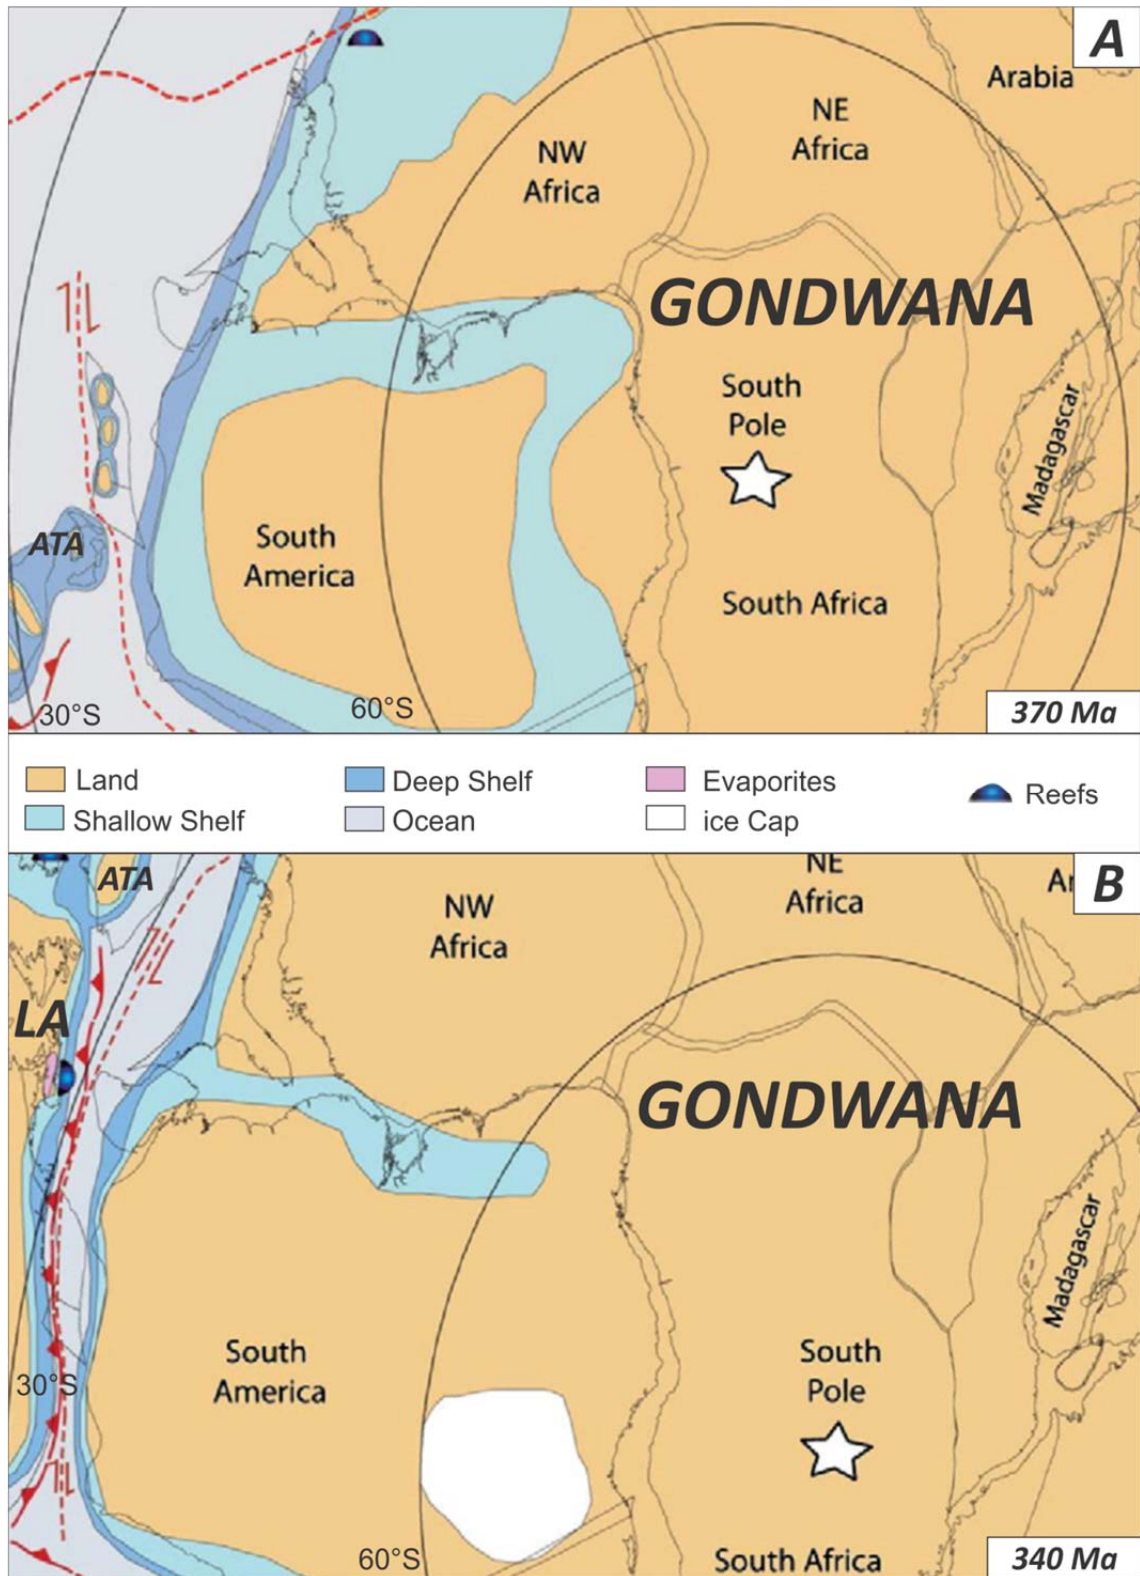 A
Arabia
NE
Africa
NW
Africa
GONDWANA
South
Pole
Madagascar
ATA
South
America
South Africa
30°S
60°S
370 Ma
Land
Deep Shelf
Evaporites
Reefs
Shallow Shelf
Ocean
ice Cap
B
ATA
NE
Africa
Ar
NW
Africa
LA
GONDWANA
Madagascar
South
America
South
Pole
30°S
60°S
South Africa
340 Ma